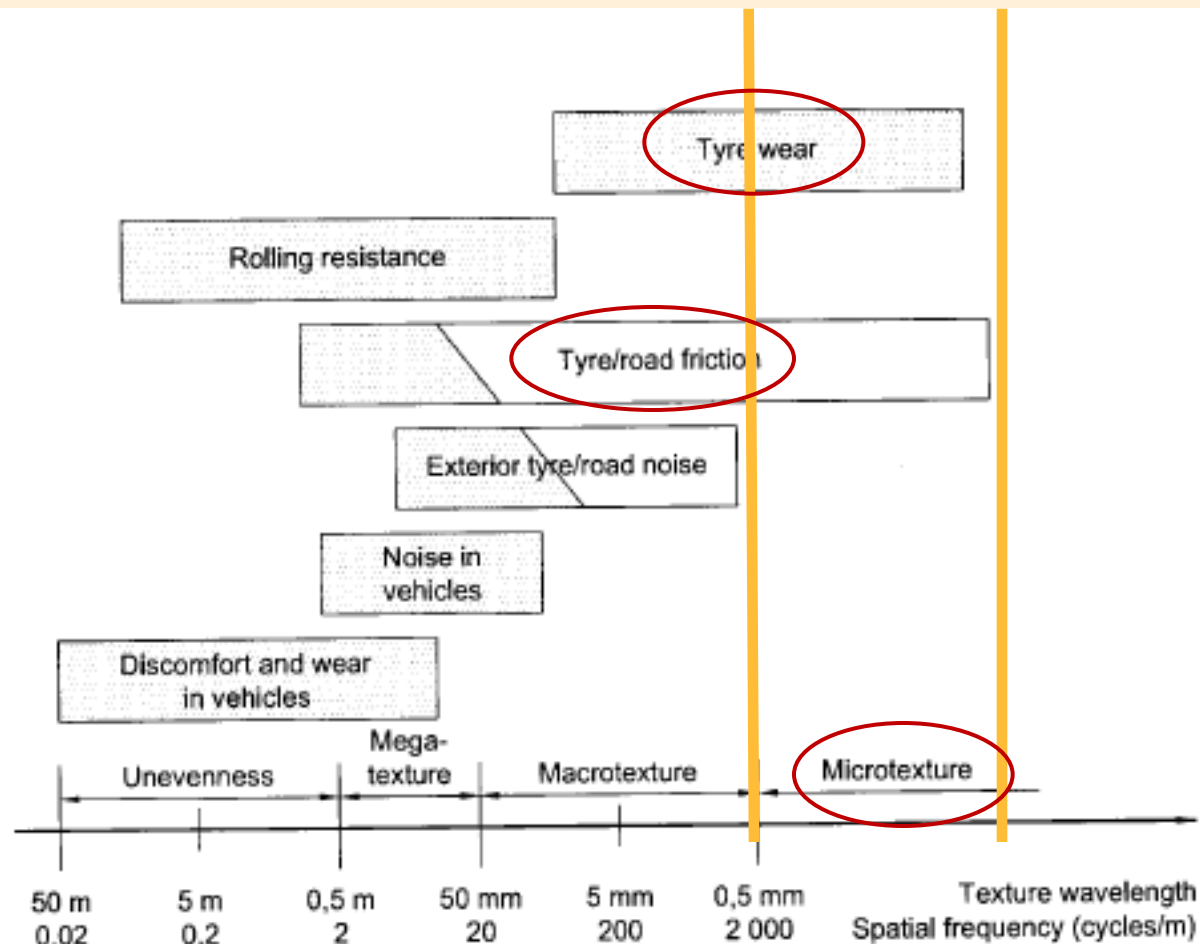 Tyre wear
Rolling resistance
Tyre/road friction
Exterior tyre/road noise
Noise in
vehicles
Discomfort and wear
in vehicles
Unevenness
Mega-
texture
Macrotexture
Microtexture
50 m 5 m 0,5 m 50 mm 5 mm 0,5 mm Texture wavelength
0.02 0,2 2 20 200 2 000 Spatial frequency (cycles/m)